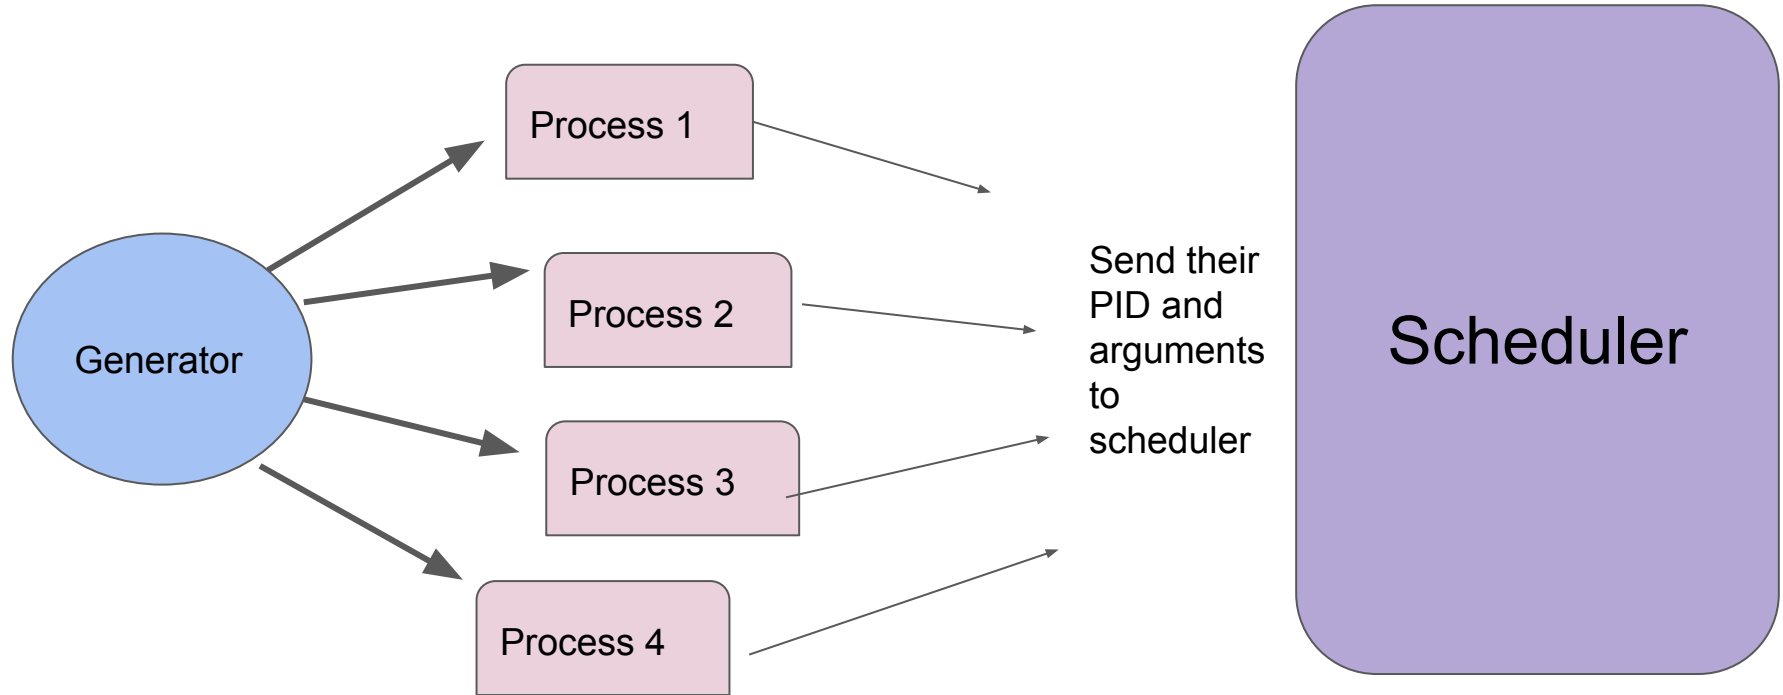 Generator
Process 1
Process 2
Process 3
Process 4
Send their
PID and
arguments
to
scheduler
Scheduler